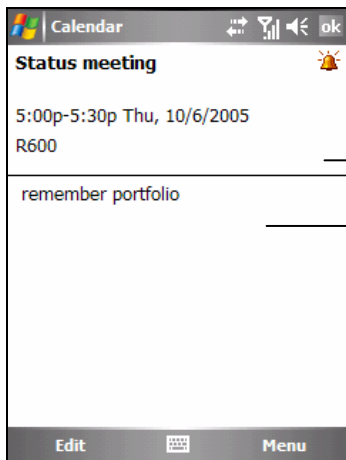 Calendar
ok
Status meeting
5:00p-5:30p Thu, 10/6/2005
R600
remember portfolio
Edit
Menu